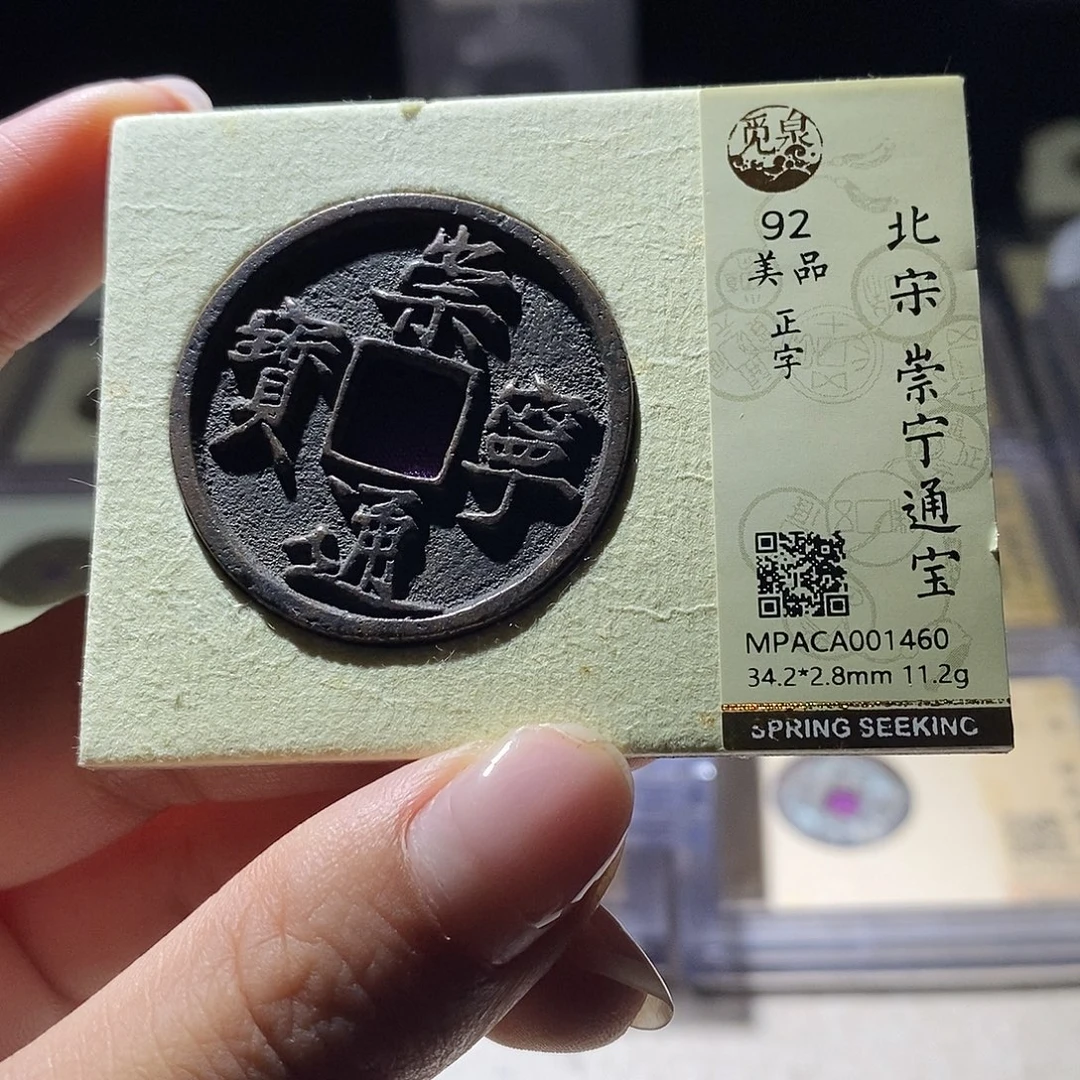 崇寧通寳
觅泉
92
美品
正字
北宋 崇宁通宝
MPACA001460
34.2*2.8mm 11.2g
SPRING SEEKING